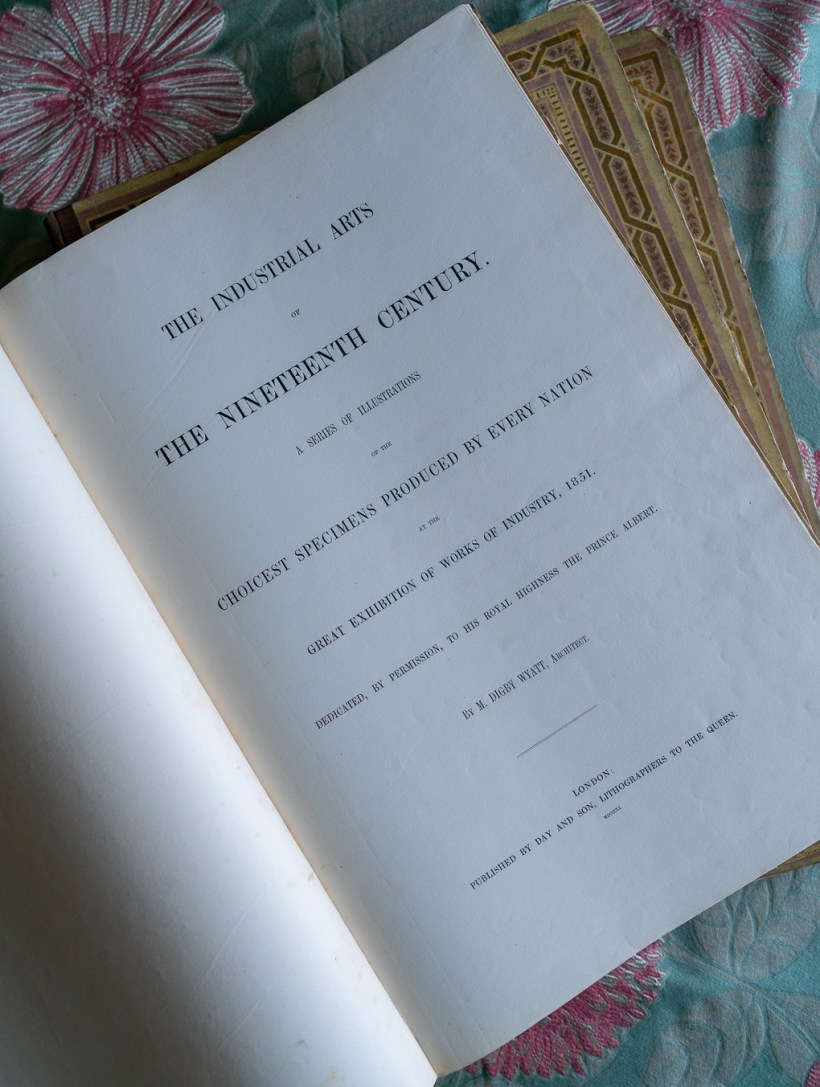 THE INDUSTRIAL ARTS
OF
THE NINETEENTH CENTURY.
A SERIES OF ILLUSTRATIONS
OF THE
CHOICEST SPECIMENS PRODUCED BY EVERY NATION
AT THE
GREAT EXHIBITION OF WORKS OF INDUSTRY, 1851.
DEDICATED, BY PERMISSION, TO HIS ROYAL HIGHNESS THE PRINCE ALBERT.
BY M. DIGBY WYATT, ARCHITECT.
LONDON:
PUBLISHED BY DAY AND SON, LITHOGRAPHERS TO THE QUEEN.